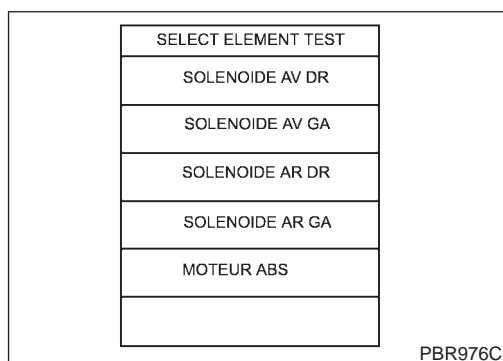 SELECT ELEMENT TEST
SOLENOIDE AV DR
SOLENOIDE AV GA
SOLENOIDE AR DR
SOLENOIDE AR GA
MOTEUR ABS
PBR976C